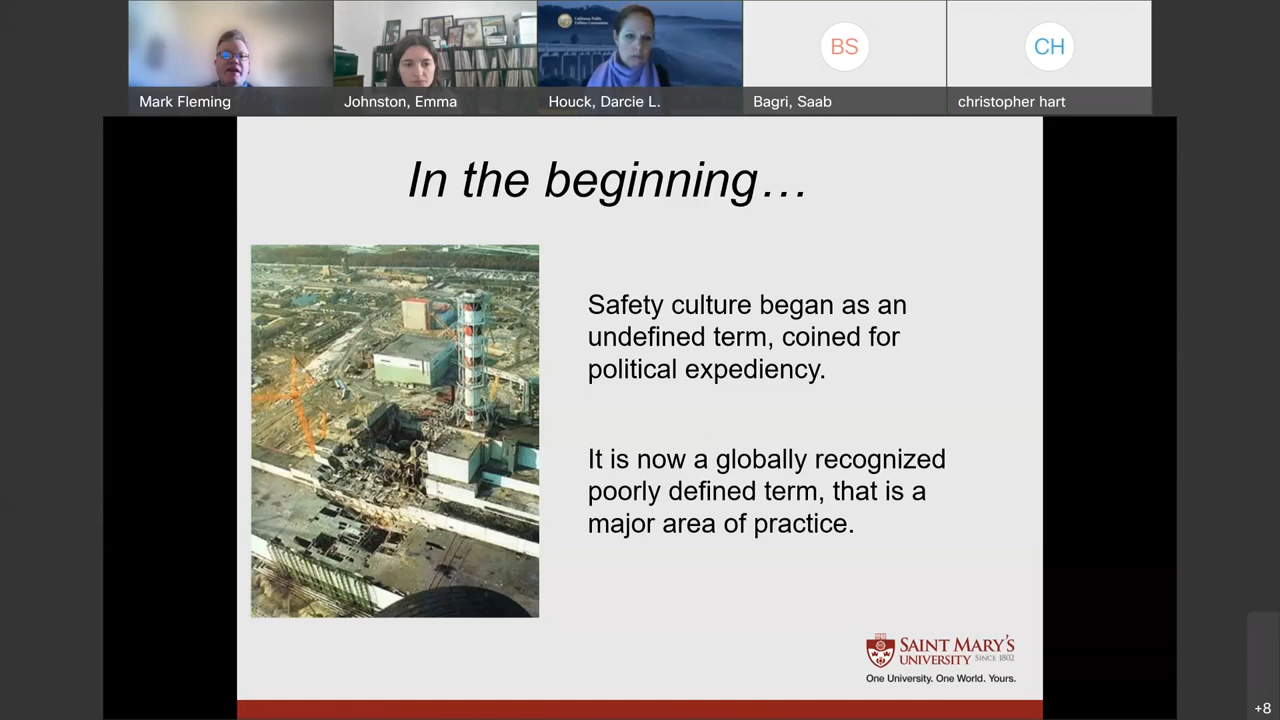 Mark Fleming
Johnston, Emma
Houck, Darcie L.
BS
Bagri, Saab
CH
christopher hart
In the beginning…
Safety culture began as an
undefined term, coined for
political expediency.
It is now a globally recognized
poorly defined term, that is a
major area of practice.
SAINT MARY'S
UNIVERSITY SINCE 1802
One University. One World. Yours.
+8